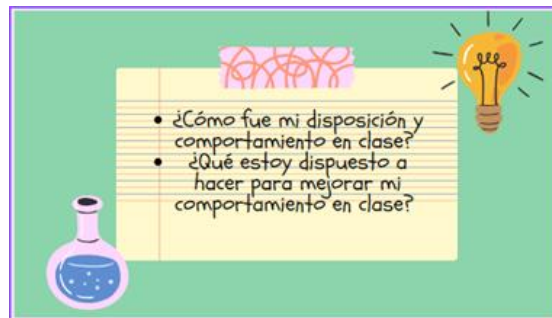 • ¿Cómo fue mi disposición y
comportamiento en clase?
• ¿Qué estoy dispuesto a
hacer para mejorar mi
comportamiento en clase?